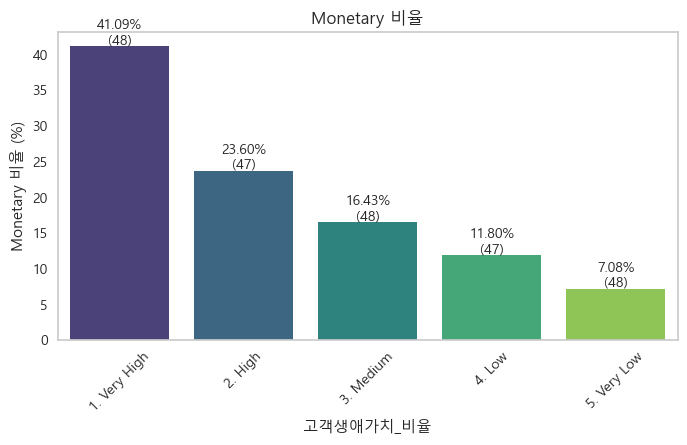 Monetary 비율
41.09%
(48)
23.60%
(47)
16.43%
(48)
11.80%
(47)
7.08%
(48)
Monetary 비율 (%)
40
35
30
25
20
15
10
5
0
1. Very High
2. High
3. Medium
4. Low
5. Very Low
고객생애가치_비율